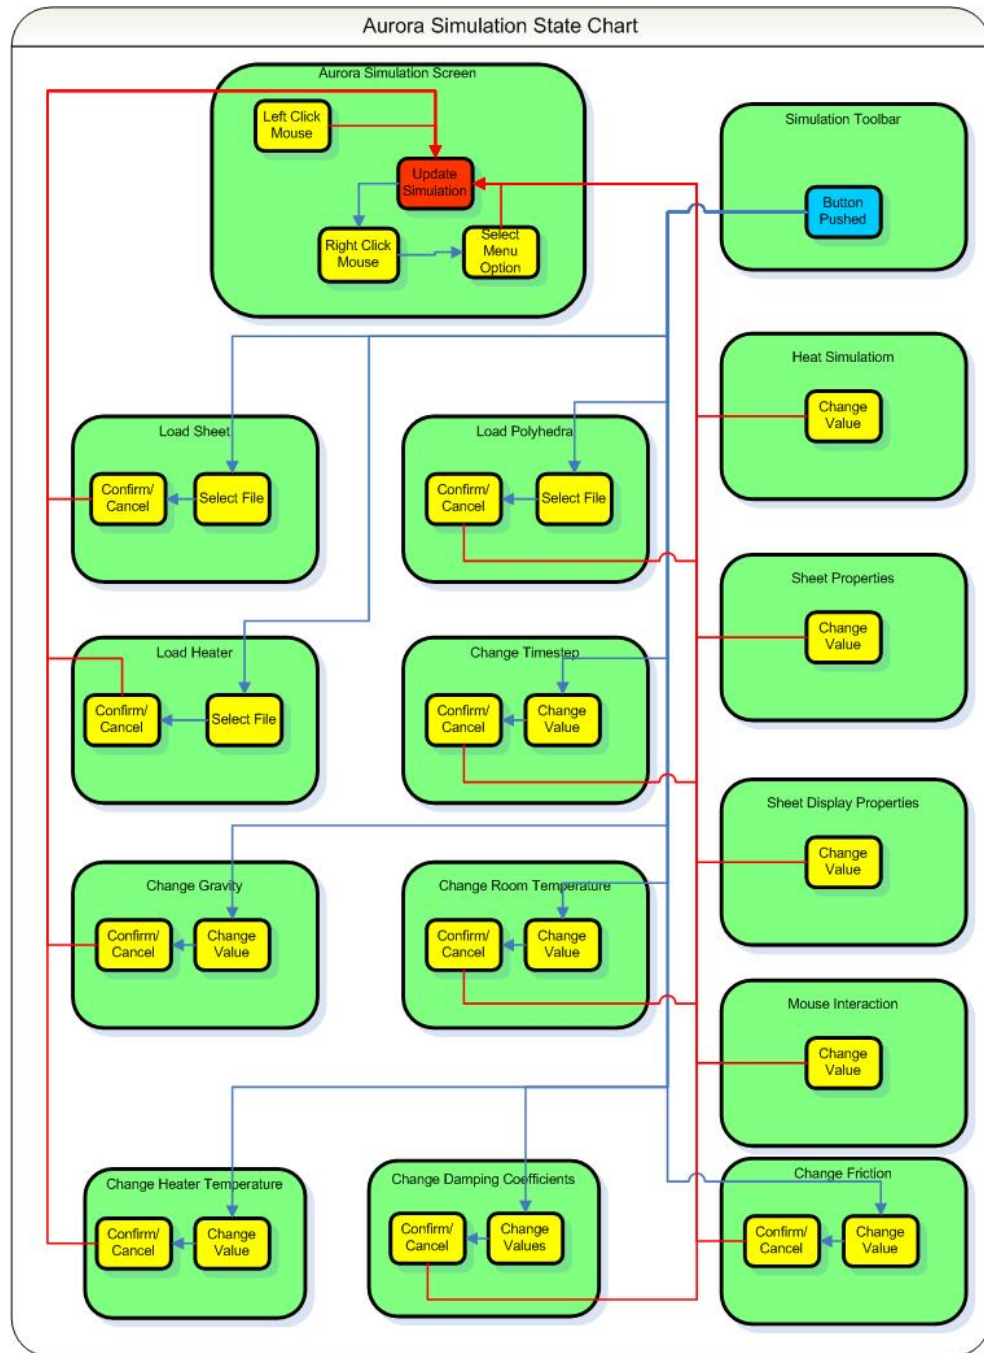 Aurora Simulation State Chart
Aurora Simulation Screen
Left Click
Mouse
Update
Simulation
Right Click
Mouse
Select
Menu
Option
Simulation Toolbar
Button
Pushed
Heat Simulatiom
Change
Value
Load Sheet
Confirm/
Cancel
Select File
Load Polyhedra
Confirm/
Cancel
Select File
Sheet Properties
Change
Value
Load Heater
Confirm/
Cancel
Select File
Change Timestep
Confirm/
Cancel
Change
Value
Sheet Display Properties
Change
Value
Change Gravity
Confirm/
Cancel
Change
Value
Change Room Temperature
Confirm/
Cancel
Change
Value
Mouse Interaction
Change
Value
Change Heater Temperature
Confirm/
Cancel
Change
Value
Change Damping Coefficients
Confirm/
Cancel
Change
Values
Change Friction
Confirm/
Cancel
Change
Value